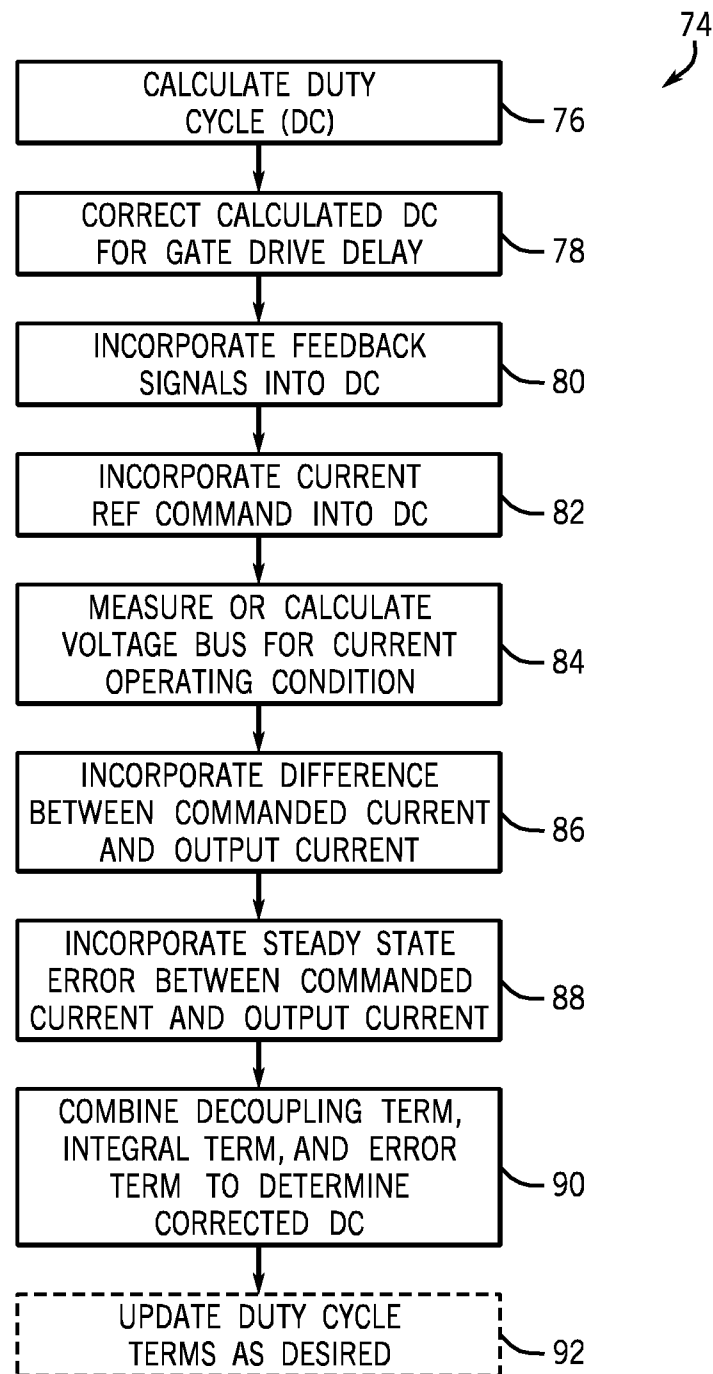 74
CALCULATE DUTY
CYCLE (DC)
76
CORRECT CALCULATED DC
FOR GATE DRIVE DELAY
78
INCORPORATE FEEDBACK
SIGNALS INTO DC
80
INCORPORATE CURRENT
REF COMMAND INTO DC
82
MEASURE OR CALCULATE
VOLTAGE BUS FOR CURRENT
OPERATING CONDITION
84
INCORPORATE DIFFERENCE
BETWEEN COMMANDED CURRENT
AND OUTPUT CURRENT
86
INCORPORATE STEADY STATE
ERROR BETWEEN COMMANDED
CURRENT AND OUTPUT CURRENT
88
COMBINE DECOUPLING TERM,
INTEGRAL TERM, AND ERROR
TERM TO DETERMINE
CORRECTED DC
90
UPDATE DUTY CYCLE
TERMS AS DESIRED
92